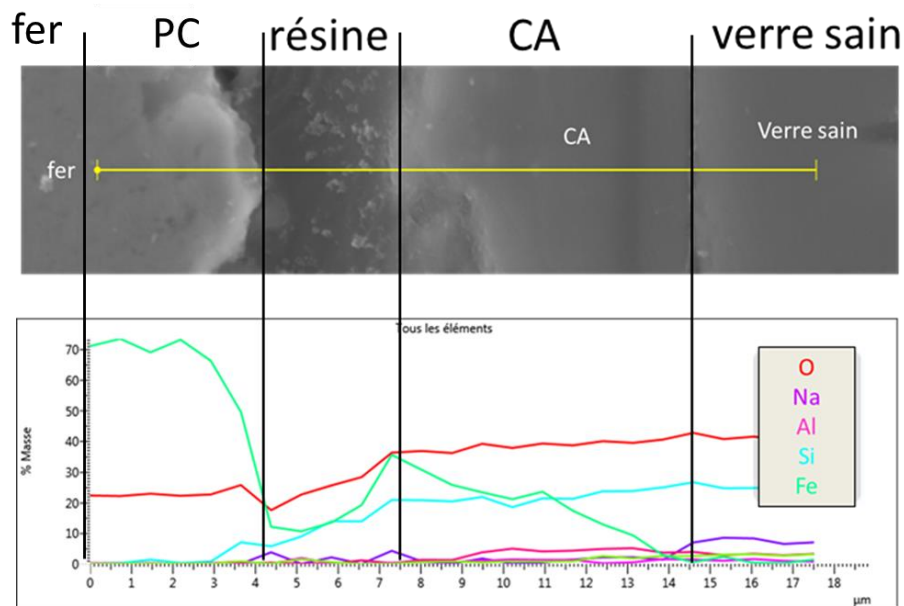 fer PC résine CA verre sain
CA Verre sain
fer
Tous les éléments
70
60
50
40
30
20
10
0
% Masse
O
Na
Al
Si
Fe
0 1 2 3 4 5 6 7 8 9 10 11 12 13 14 15 16 17 18
µm